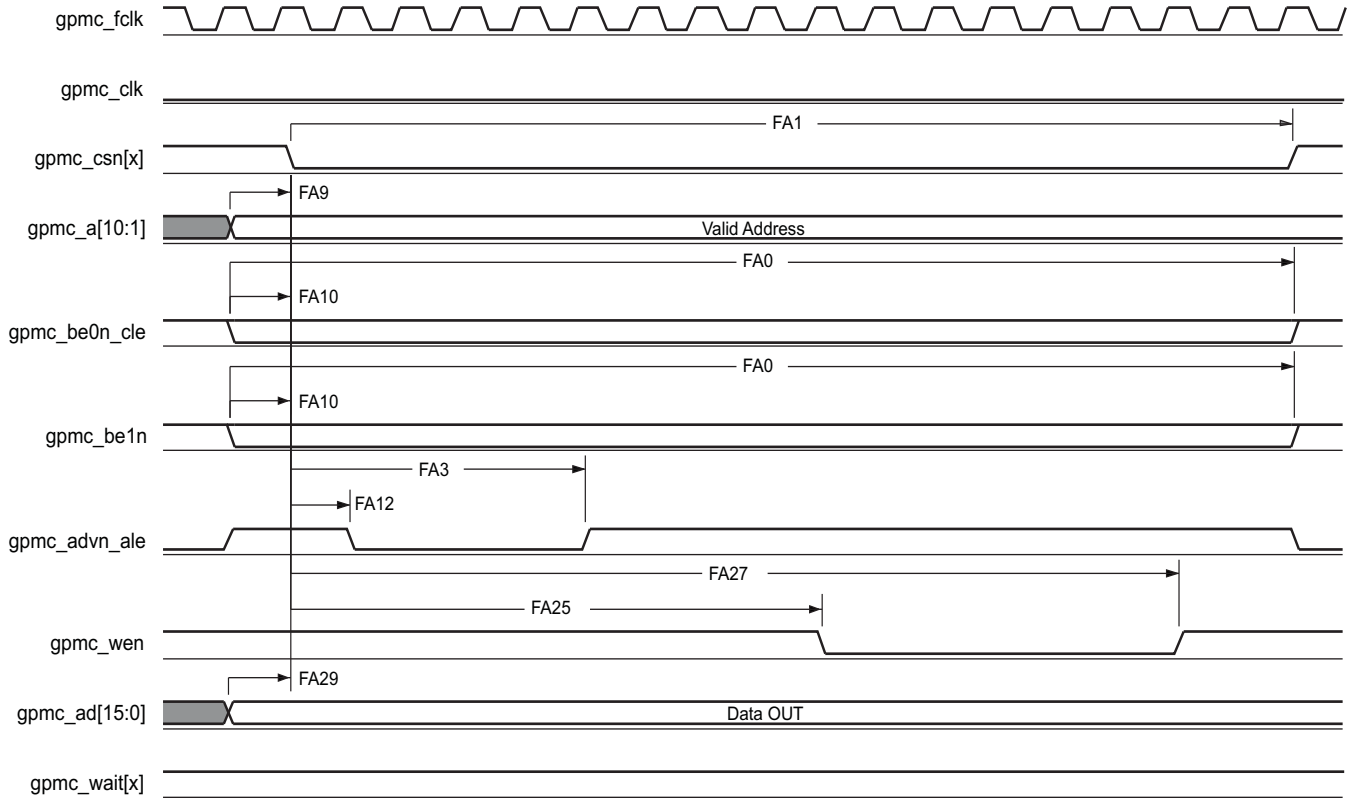 gpmc_fclk
gpmc_clk
FA1
gpmc_csn[x]
FA9
gpmc_a[10:1]
Valid Address
FA0
FA10
gpmc_be0n_cle
FA0
FA10
gpmc_be1n
FA3
FA12
gpmc_advn_ale
FA27
FA25
gpmc_wen
FA29
gpmc_ad[15:0]
Data OUT
gpmc_wait[x]